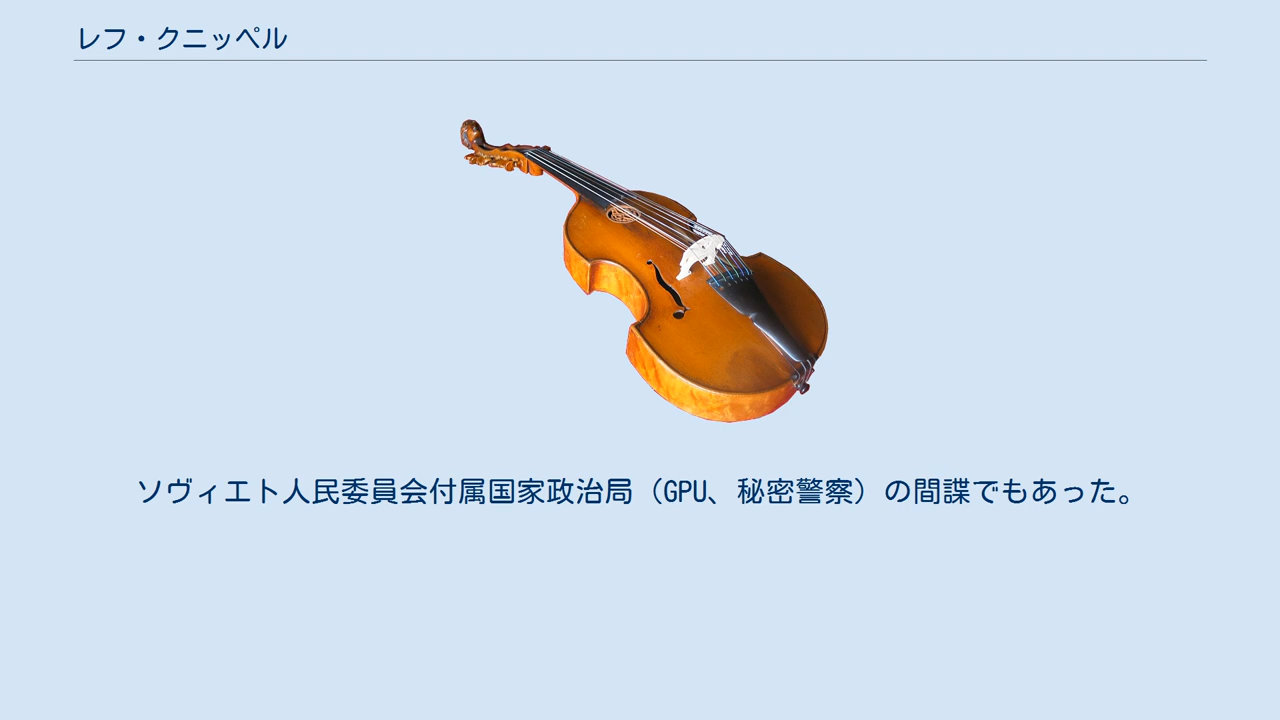 レフ・クニッペル
ソヴィエト人民委員会付属国家政治局（GPU、秘密警察）の間諜でもあった。